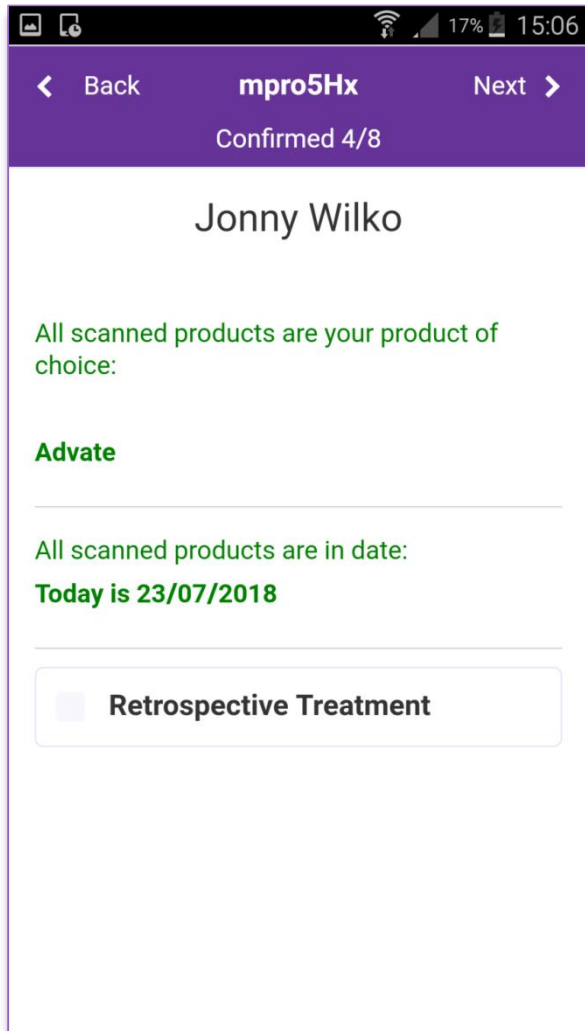 17% 15:06
Back mpro5Hx Next
Confirmed 4/8
Jonny Wilko
All scanned products are your product of
choice:
Advate
All scanned products are in date:
Today is 23/07/2018
Retrospective Treatment